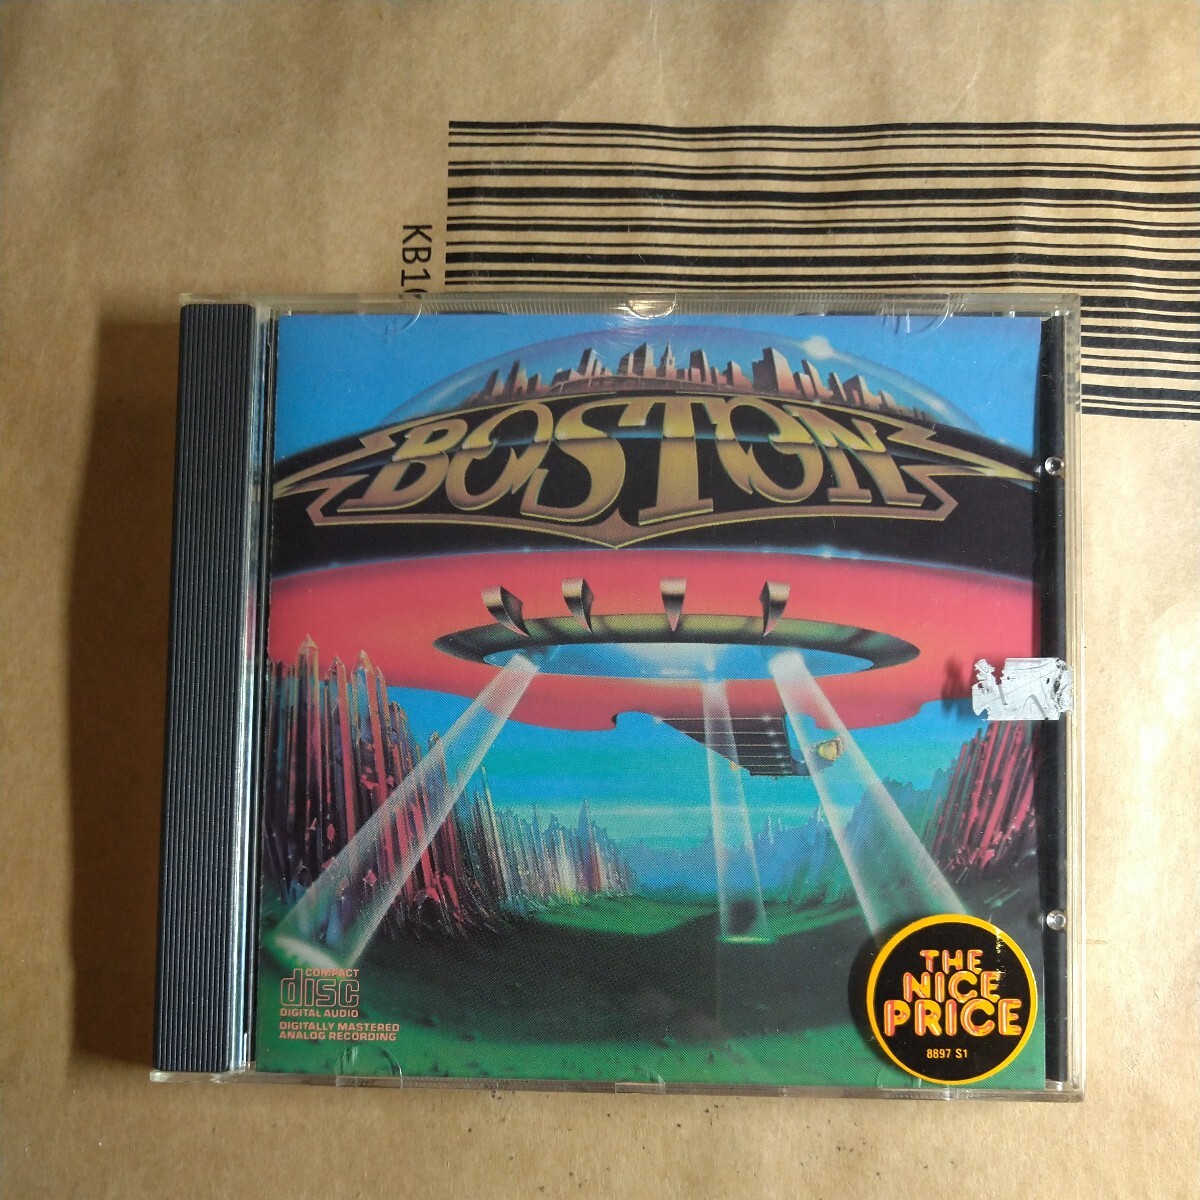 KB1
BOSTON
COMPACT
disc
DIGITAL AUDIO
DIGITALLY MASTERED
ANALOG RECORDING
THE
NICE
PRICE
8897 S1